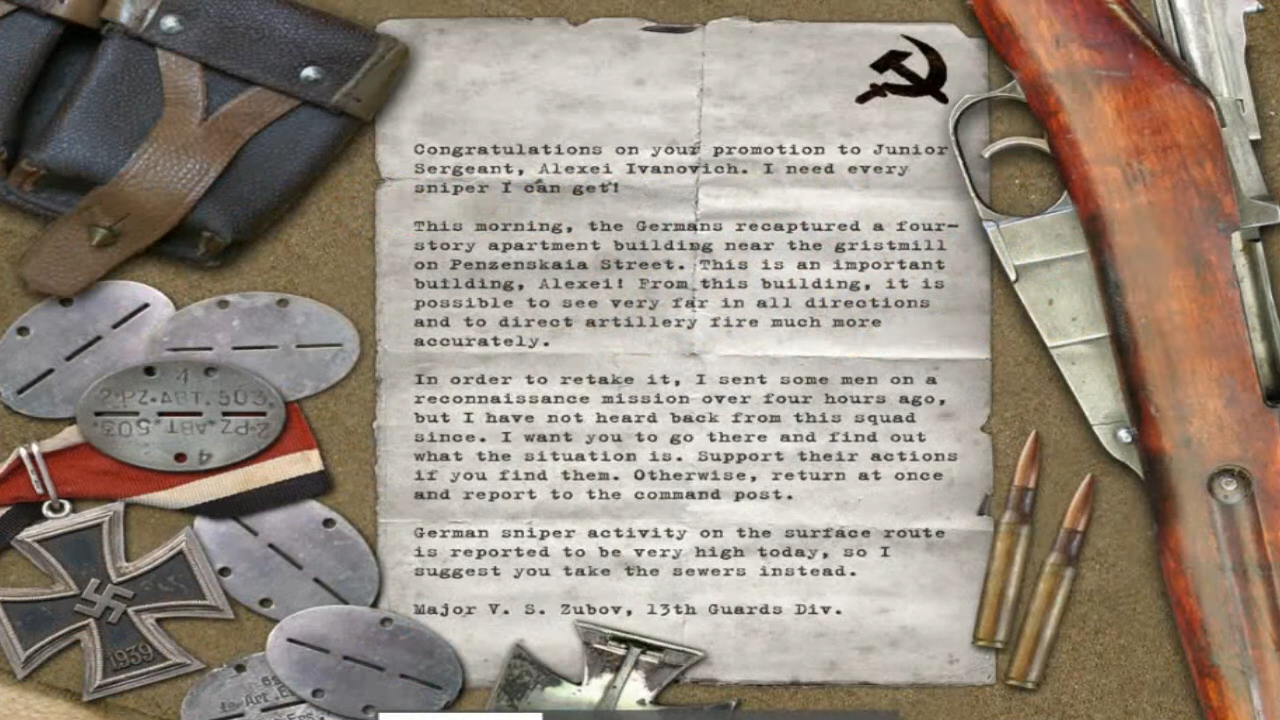 Congratulations on your promotion to Junior
Sergeant, Alexei Ivanovich. I need every
sniper I can get!
This morning, the Germans recaptured a four-
story apartment building near the gristmill
on Penzenskaia Street. This is an important
building, Alexei! From this building, it is
possible to see very far in all directions
and to direct artillery fire much more
accurately.
In order to retake it, I sent some men on a
reconnaissance mission over four hours ago,
but I have not heard back from this squad
since. I want you to go there and find out
what the situation is. Support their actions
if you find them. Otherwise, return at once
and report to the command post.
German sniper activity on the surface route
is reported to be very high today, so I
suggest you take the sewers instead.
Major V. S. Zubov, 13th Guards Div.
4
2·PZ·ABT.503.
2·PZ·ABT.503.
4
1939